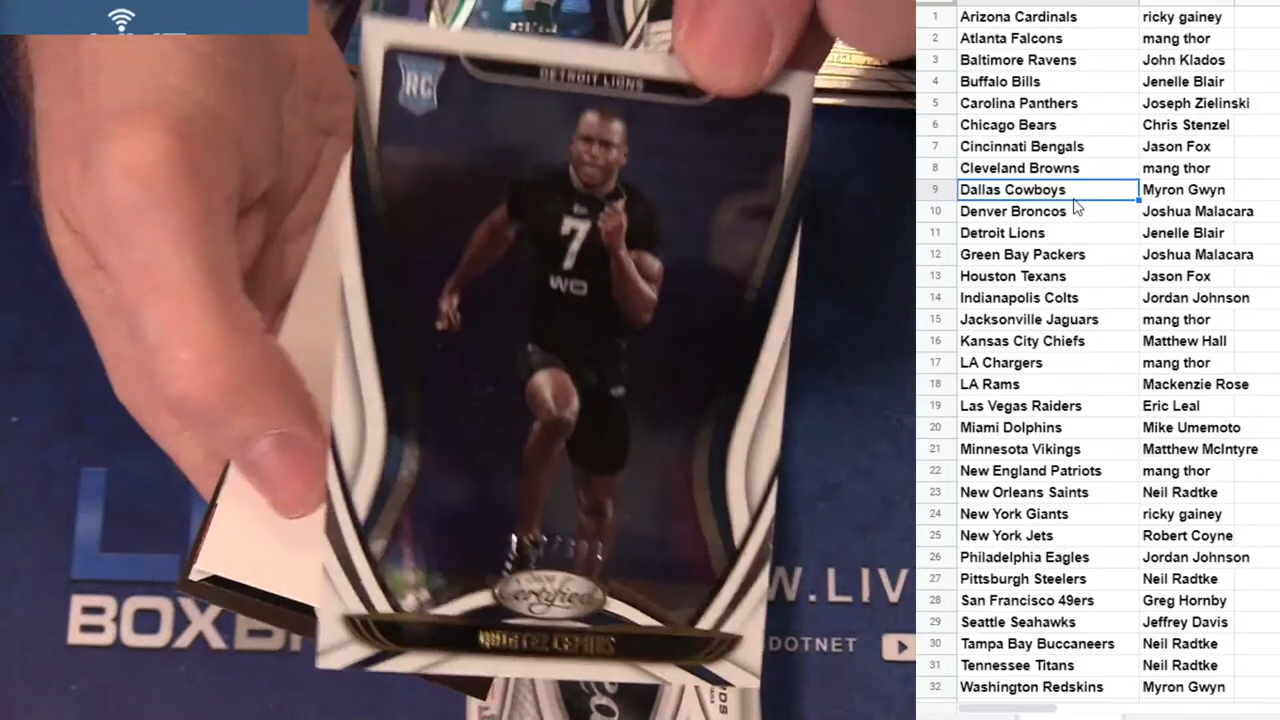 DETROIT LIONS
RC
7
WO
Certified
QUINTEZ CEPHUS
BOXB
W.LIV
DOTNET
1 Arizona Cardinals ricky gainey
2 Atlanta Falcons mang thor
3 Baltimore Ravens John Klados
4 Buffalo Bills Jenelle Blair
5 Carolina Panthers Joseph Zielinski
6 Chicago Bears Chris Stenzel
7 Cincinnati Bengals Jason Fox
8 Cleveland Browns mang thor
9 Dallas Cowboys Myron Gwyn
10 Denver Broncos Joshua Malacara
11 Detroit Lions Jenelle Blair
12 Green Bay Packers Joshua Malacara
13 Houston Texans Jason Fox
14 Indianapolis Colts Jordan Johnson
15 Jacksonville Jaguars mang thor
16 Kansas City Chiefs Matthew Hall
17 LA Chargers mang thor
18 LA Rams Mackenzie Rose
19 Las Vegas Raiders Eric Leal
20 Miami Dolphins Mike Umemoto
21 Minnesota Vikings Matthew McIntyre
22 New England Patriots mang thor
23 New Orleans Saints Neil Radtke
24 New York Giants ricky gainey
25 New York Jets Robert Coyne
26 Philadelphia Eagles Jordan Johnson
27 Pittsburgh Steelers Neil Radtke
28 San Francisco 49ers Greg Hornby
29 Seattle Seahawks Jeffrey Davis
30 Tampa Bay Buccaneers Neil Radtke
31 Tennessee Titans Neil Radtke
32 Washington Redskins Myron Gwyn